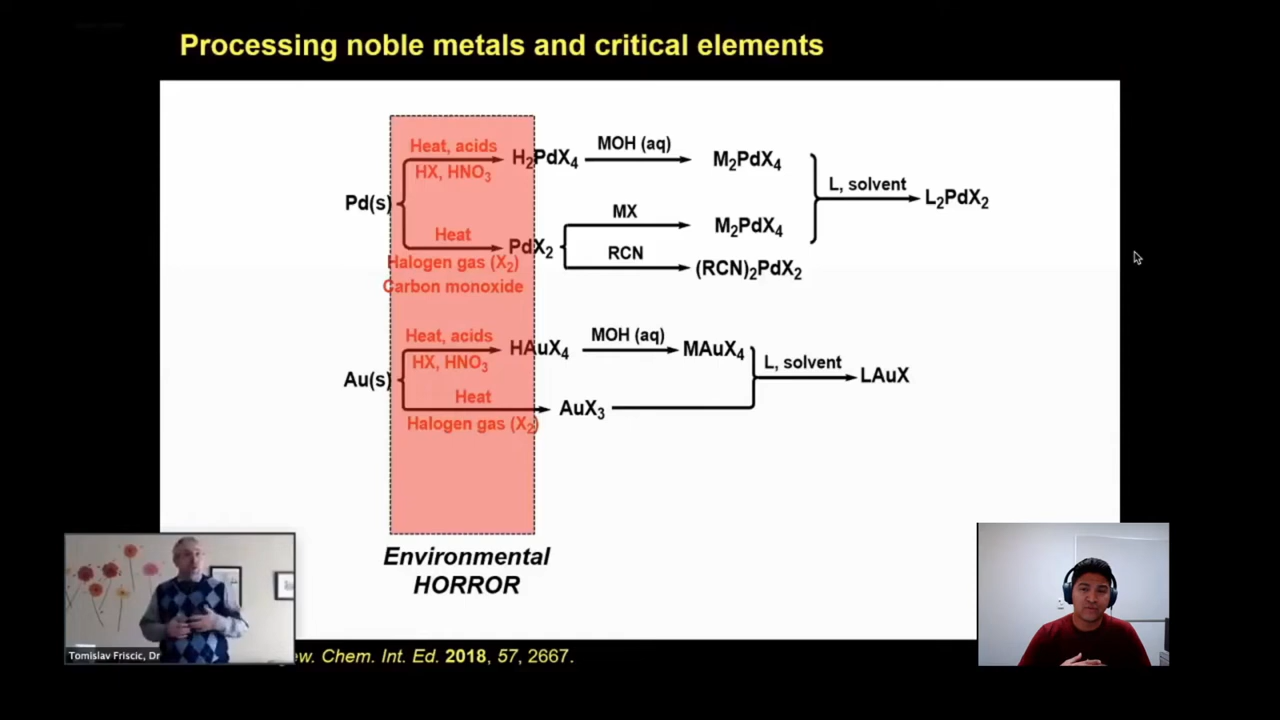 Processing noble metals and critical elements
Heat, acids
HX, HNO₃
H₂PdX₄
MOH (aq)
M₂PdX₄
L, solvent
L₂PdX₂
Pd(s)
Heat
Halogen gas (X₂)
Carbon monoxide
PdX₂
MX
M₂PdX₄
RCN
(RCN)₂PdX₂
Heat, acids
HX, HNO₃
HAuX₄
MOH (aq)
MAuX₄
L, solvent
LAuX
Au(s)
Heat
Halogen gas (X₂)
AuX₃
Environmental
HORROR
Tomislav Friscic, Dr
Chem. Int. Ed. 2018, 57, 2667.